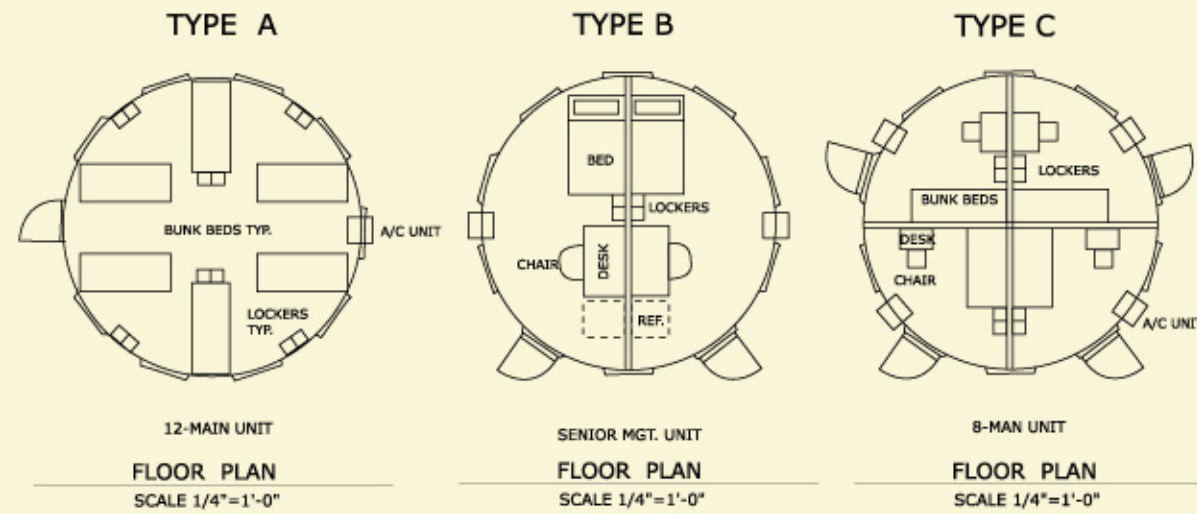 TYPE A
BUNK BEDS TYP.
A/C UNIT
LOCKERS
TYP.
12-MAIN UNIT
FLOOR PLAN
SCALE 1/4"=1'-0"
TYPE B
BED
LOCKERS
CHAIR
DESK
REF.
SENIOR MGT. UNIT
FLOOR PLAN
SCALE 1/4"=1'-0"
TYPE C
LOCKERS
BUNK BEDS
DESK
CHAIR
A/C UNIT
8-MAN UNIT
FLOOR PLAN
SCALE 1/4"=1'-0"